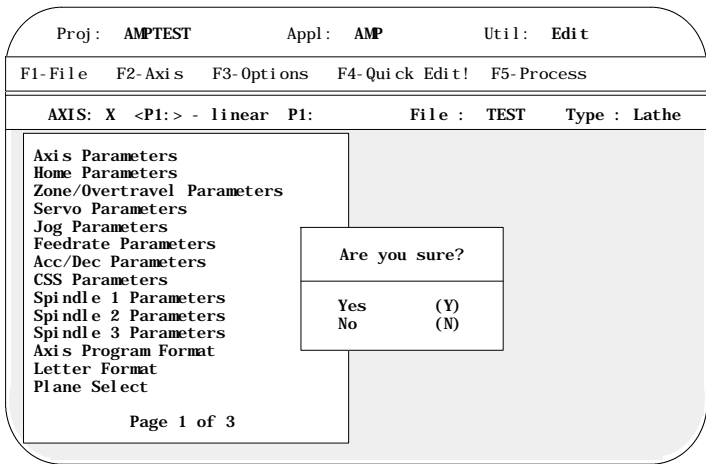 Proj: AMPTEST Appl: AMP Util: Edit
F1-File F2-Axis F3-Options F4-Quick Edit! F5-Process
AXIS: X <P1:> - linear P1: File : TEST Type : Lathe
Axis Parameters
Home Parameters
Zone/Overtravel Parameters
Servo Parameters
Jog Parameters
Feedrate Parameters
Acc/Dec Parameters
CSS Parameters
Spindle 1 Parameters
Spindle 2 Parameters
Spindle 3 Parameters
Axis Program Format
Letter Format
Plane Select
Page 1 of 3
Are you sure?
Yes (Y)
No (N)